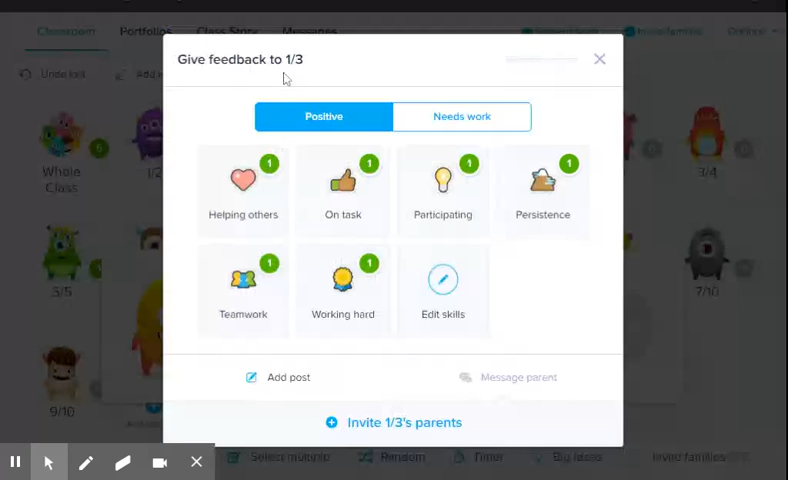 Classroom Portfolios Class Story Messages
Give feedback to 1/3
Undo last
Positive Needs work
1 1 1 1
Helping others On task Participating Persistence
Whole
Class
1/2
3/4
1 1
Teamwork Working hard Edit skills
5/5
7/10
Add post Message parent
9/10
Invite 1/3's parents
Select multiple Random Timer Big Ideas Invite families